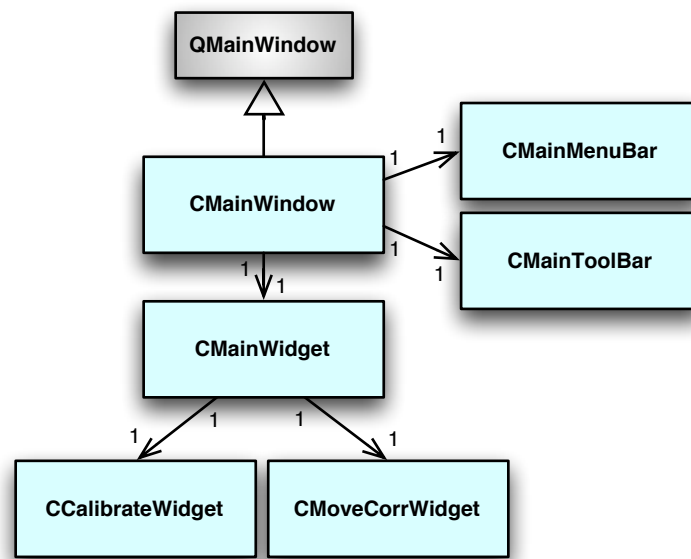 QMainWindow
CMainWindow
1
1
CMainMenuBar
1
1
CMainToolBar
1
1
CMainWidget
1
1
1
1
CCalibrateWidget
CMoveCorrWidget